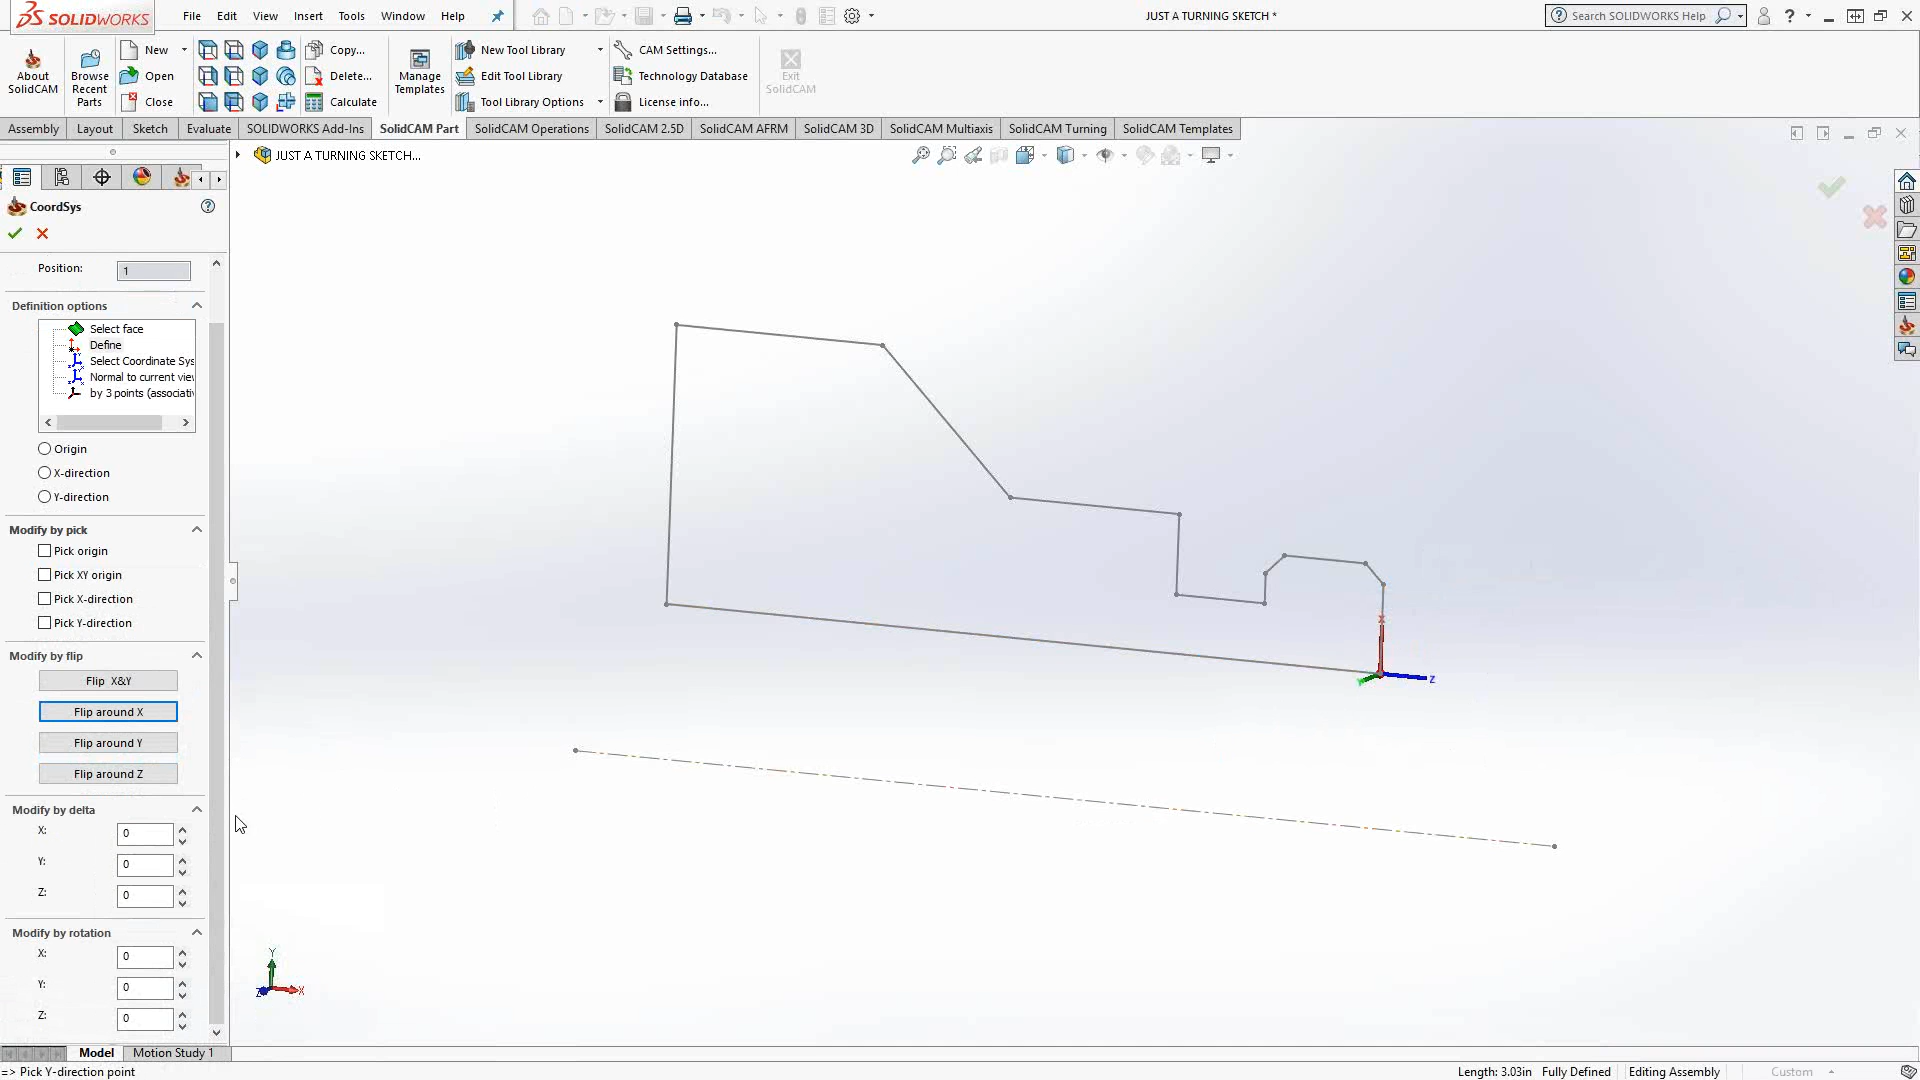 SOLIDWORKS
File Edit View Insert Tools Window Help
JUST A TURNING SKETCH *
Search SOLIDWORKS Help
About SolidCAM
Browse Recent Parts
New
Open
Close
Copy...
Delete...
Calculate
Manage Templates
New Tool Library
Edit Tool Library
Tool Library Options
CAM Settings...
Technology Database
License info...
Exit SolidCAM
Assembly Layout Sketch Evaluate SOLIDWORKS Add-Ins SolidCAM Part SolidCAM Operations SolidCAM 2.5D SolidCAM AFRM SolidCAM 3D SolidCAM Multiaxis SolidCAM Turning SolidCAM Templates
JUST A TURNING SKETCH...
CoordSys
Position: 1
Definition options
Select face
Define
Select Coordinate Sys
Normal to current vie
by 3 points (associati
Origin
X-direction
Y-direction
Modify by pick
Pick origin
Pick XY origin
Pick X-direction
Pick Y-direction
Modify by flip
Flip X&Y
Flip around X
Flip around Y
Flip around Z
Modify by delta
X: 0
Y: 0
Z: 0
Modify by rotation
X: 0
Y: 0
Z: 0
X
Z
Y
Z
X
Model Motion Study 1
=> Pick Y-direction point
Length: 3.03in Fully Defined Editing Assembly Custom